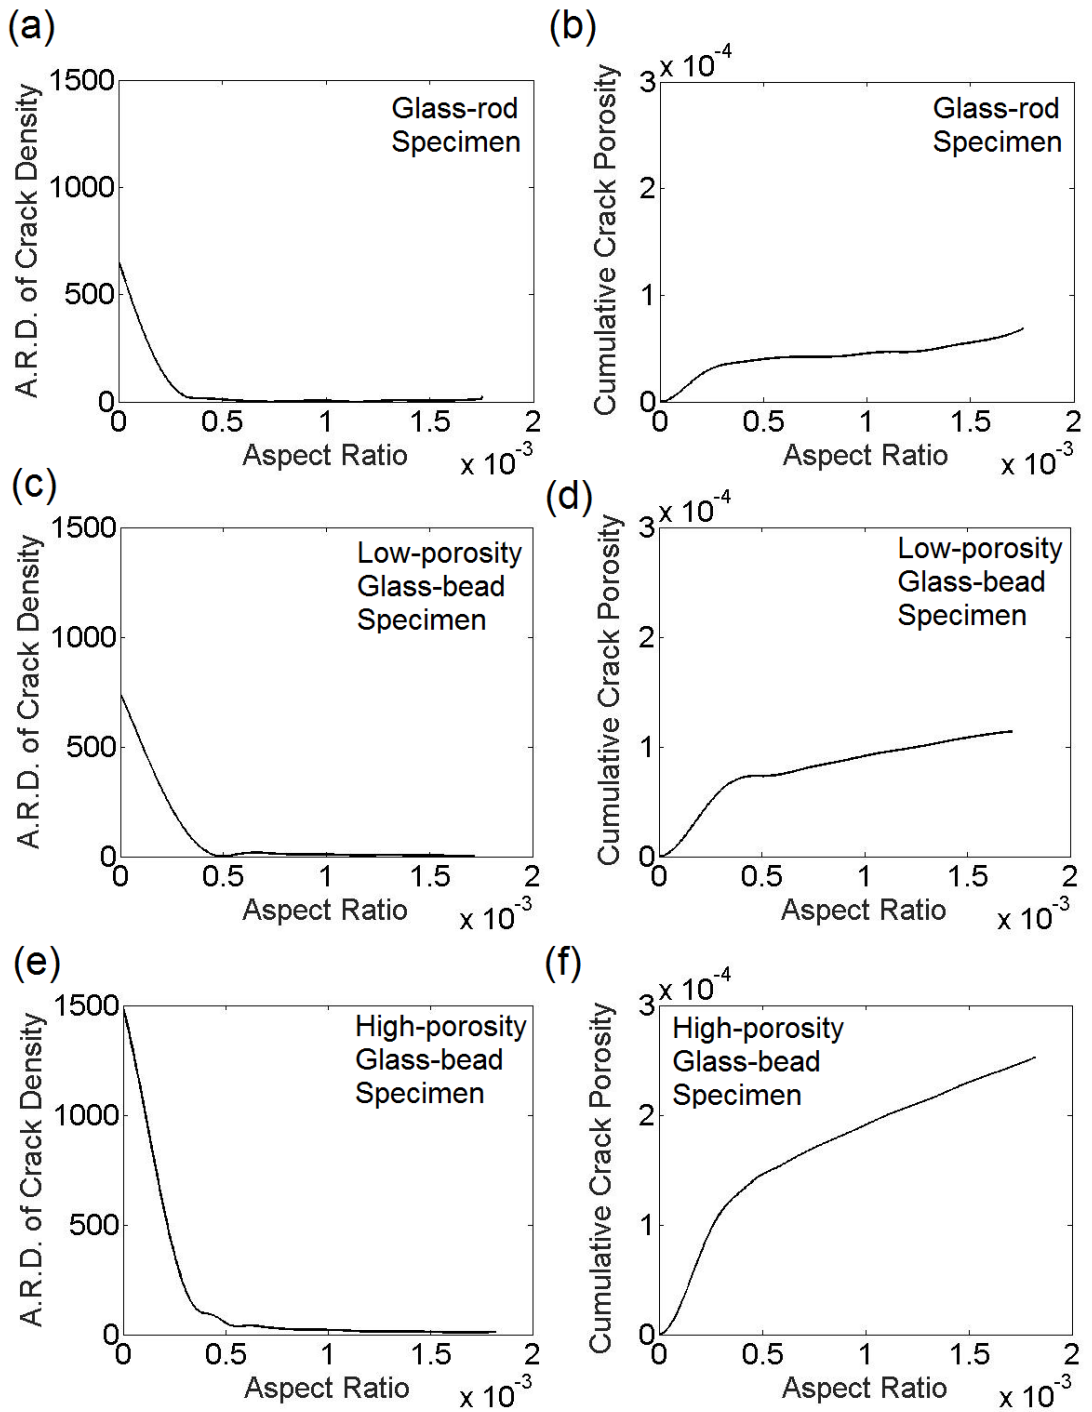 (a)
A.R.D. of Crack Density
1500
1000
500
0
Glass-rod
Specimen
0 0.5 1 1.5 2
Aspect Ratio
x 10-3
(b)
Cumulative Crack Porosity
x 10-4
3
2
1
0
Glass-rod
Specimen
0 0.5 1 1.5 2
Aspect Ratio
x 10-3
(c)
A.R.D. of Crack Density
1500
1000
500
0
Low-porosity
Glass-bead
Specimen
0 0.5 1 1.5 2
Aspect Ratio
x 10-3
(d)
Cumulative Crack Porosity
x 10-4
3
2
1
0
Low-porosity
Glass-bead
Specimen
0 0.5 1 1.5 2
Aspect Ratio
x 10-3
(e)
A.R.D. of Crack Density
1500
1000
500
0
High-porosity
Glass-bead
Specimen
0 0.5 1 1.5 2
Aspect Ratio
x 10-3
(f)
Cumulative Crack Porosity
x 10-4
3
2
1
0
High-porosity
Glass-bead
Specimen
0 0.5 1 1.5 2
Aspect Ratio
x 10-3